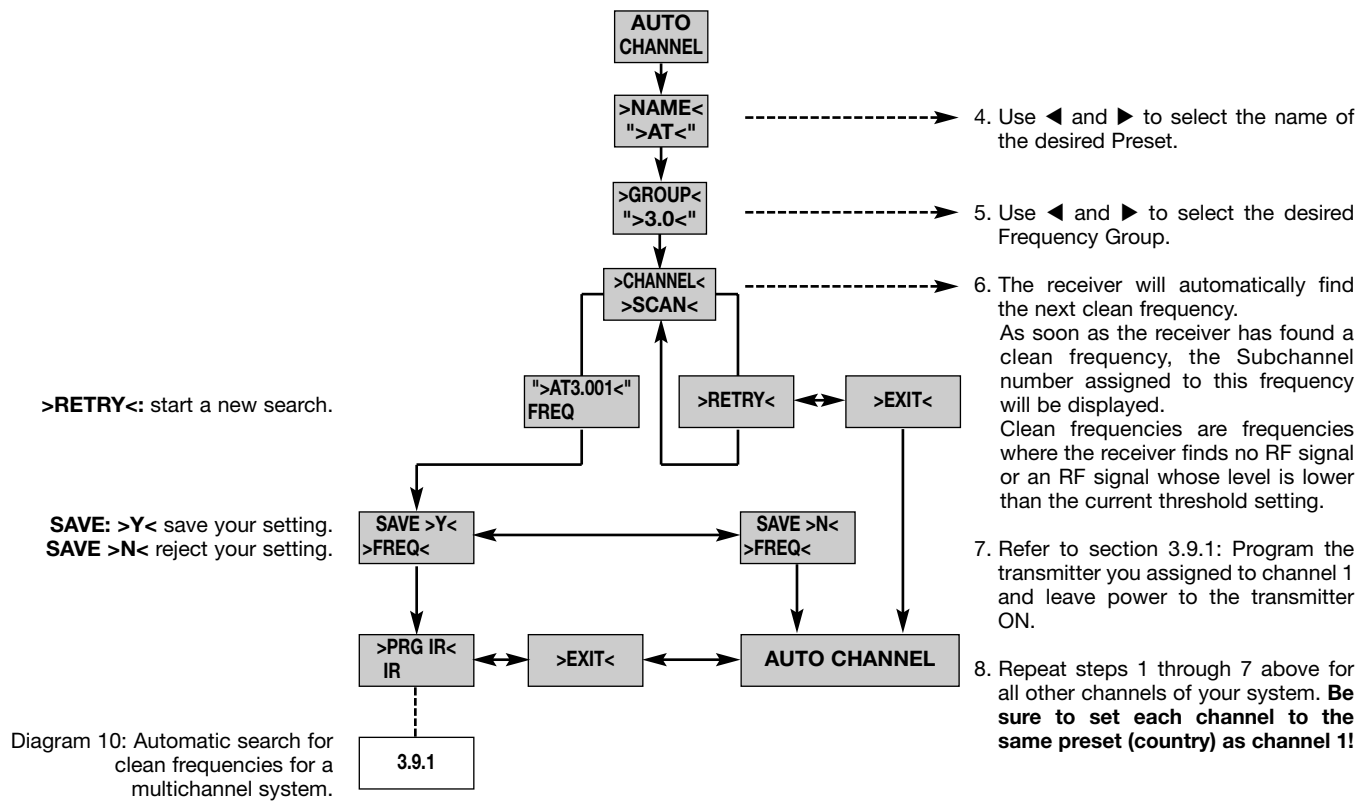 AUTO
CHANNEL
>NAME<
">AT<"
4. Use ◀ and ▶ to select the name of
the desired Preset.
>GROUP<
">3.0<"
5. Use ◀ and ▶ to select the desired
Frequency Group.
>CHANNEL<
>SCAN<
6. The receiver will automatically find
the next clean frequency.
As soon as the receiver has found a
clean frequency, the Subchannel
number assigned to this frequency
will be displayed.
Clean frequencies are frequencies
where the receiver finds no RF signal
or an RF signal whose level is lower
than the current threshold setting.
>RETRY<: start a new search.
">AT3.001<"
FREQ
>RETRY<
>EXIT<
SAVE: >Y< save your setting.
SAVE >N< reject your setting.
SAVE >Y<
>FREQ<
SAVE >N<
>FREQ<
7. Refer to section 3.9.1: Program the
transmitter you assigned to channel 1
and leave power to the transmitter
ON.
>PRG IR<
IR
>EXIT<
AUTO CHANNEL
8. Repeat steps 1 through 7 above for
all other channels of your system. Be
sure to set each channel to the
same preset (country) as channel 1!
Diagram 10: Automatic search for
clean frequencies for a
multichannel system.
3.9.1